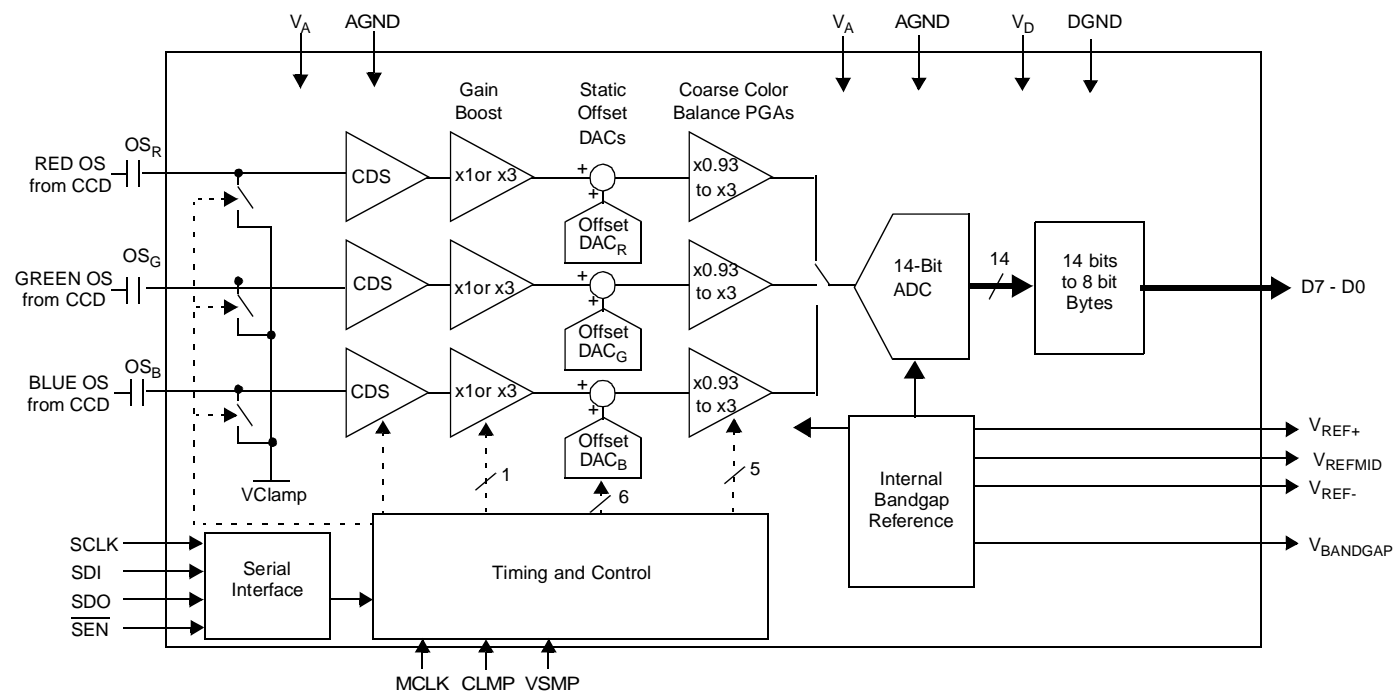 VA AGND VA AGND VD DGND
Gain
Boost
Static
Offset
DACs
Coarse Color
Balance PGAs
OSR
RED OS
from CCD
CDS
x1or x3
+
+
Offset
DACR
x0.93
to x3
OSG
GREEN OS
from CCD
CDS
x1or x3
+
+
Offset
DACG
x0.93
to x3
14-Bit
ADC
14
14 bits
to 8 bit
Bytes
D7 - D0
OSB
BLUE OS
from CCD
CDS
x1or x3
+
+
Offset
DACB
x0.93
to x3
VClamp
1
6
5
Internal
Bandgap
Reference
VREF+
VREFMID
VREF-
VBANDGAP
SCLK
SDI
SDO
SEN
Serial
Interface
Timing and Control
MCLK CLMP VSMP